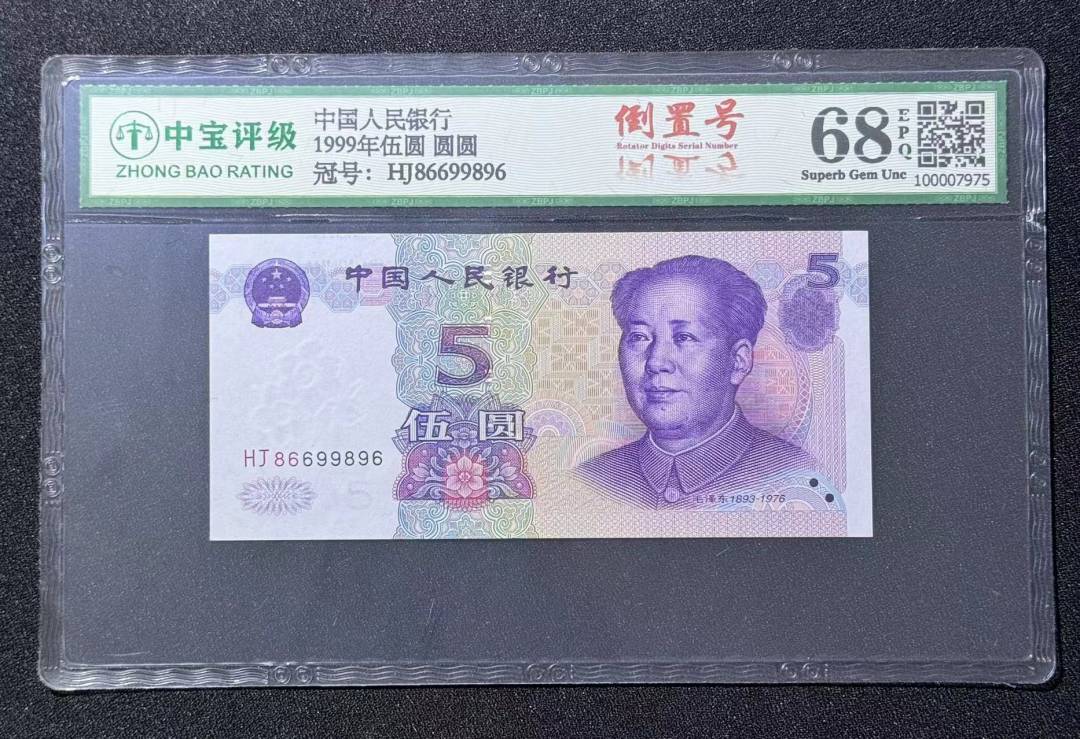 中宝评级
ZHONG BAO RATING
中国人民银行
1999年伍圆 圆圆
冠号：HJ86699896
倒置号
Rotator Digits Serial Number
68
EPQ
Superb Gem Unc
100007975
中国人民银行
5
5
伍圆
HJ86699896
5
毛泽东1893-1976